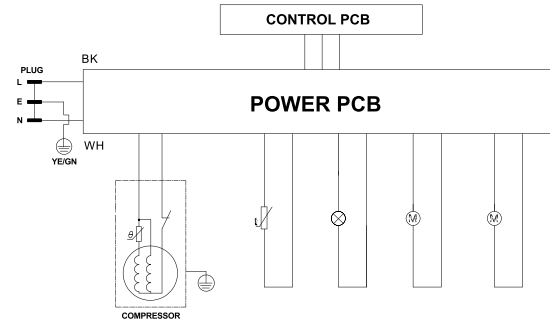 CONTROL PCB
BK
PLUG
L
POWER PCB
E
N
WH
YE/GN
θ
t
M
M
COMPRESSOR